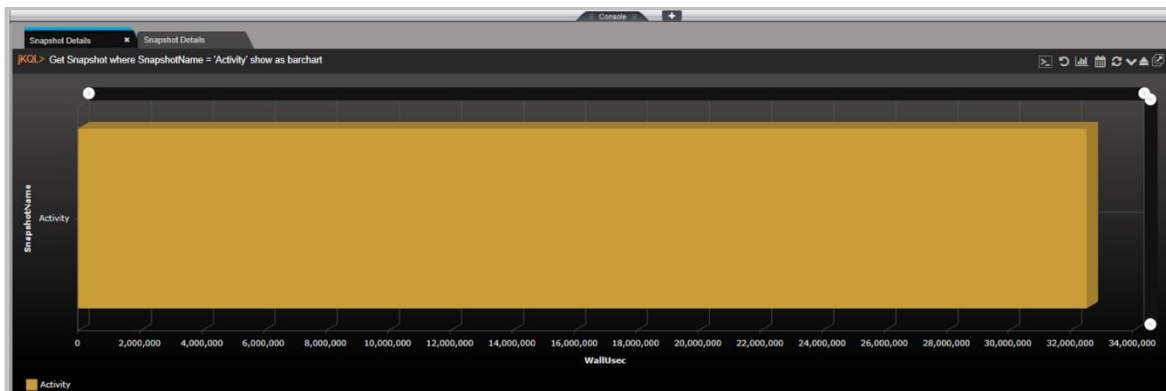 Console
Snapshot Details
Snapshot Details
jKQL> Get Snapshot where SnapshotName = 'Activity' show as barchart
SnapshotName
Activity
0 2,000,000 4,000,000 6,000,000 8,000,000 10,000,000 12,000,000 14,000,000 16,000,000 18,000,000 20,000,000 22,000,000 24,000,000 26,000,000 28,000,000 30,000,000 32,000,000 34,000,000
WallUsec
Activity